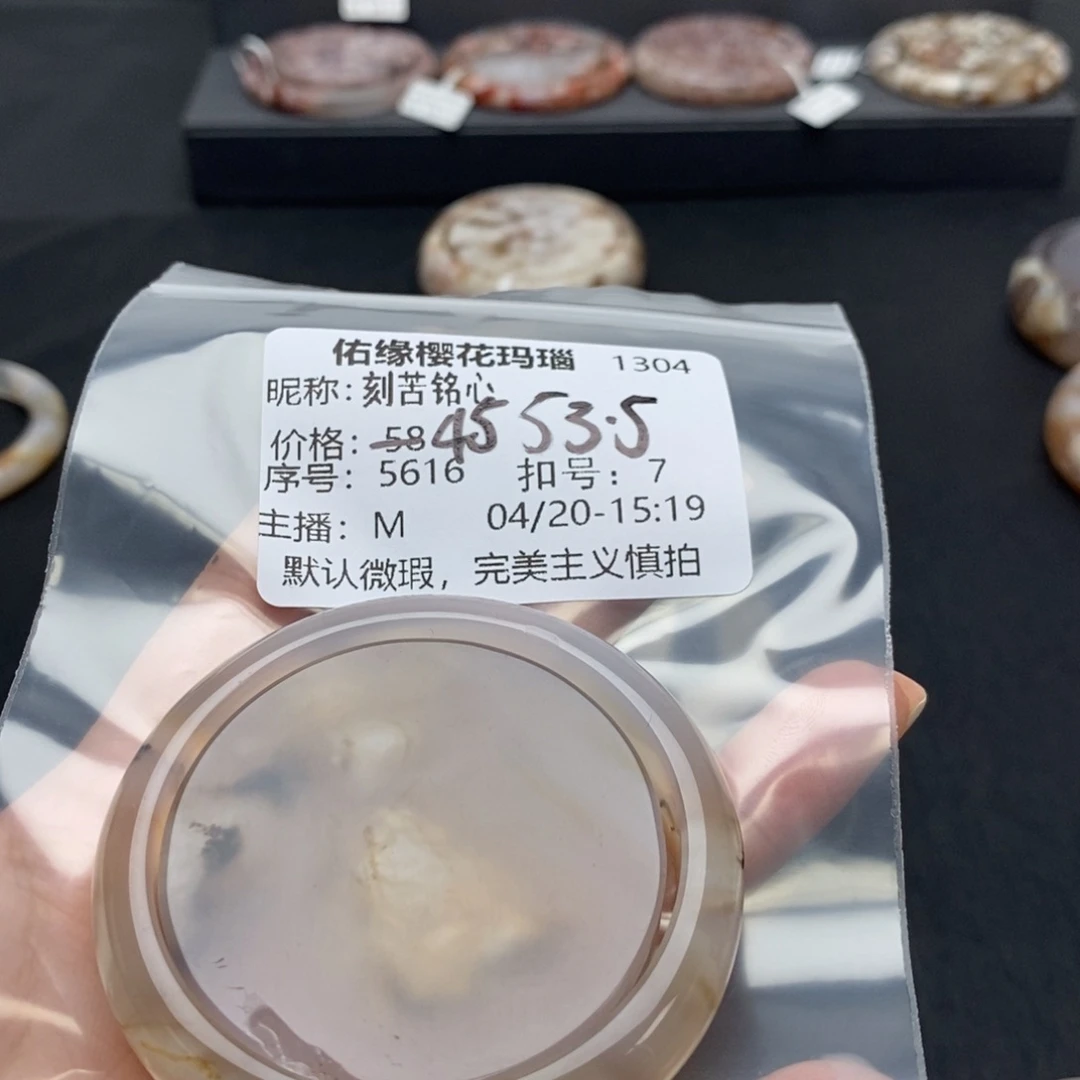 佑缘樱花玛瑙 1304
昵称：刻苦铭心
价格：58 45 53.5
序号：5616 扣号：7
主播：M 04/20-15:19
默认微瑕，完美主义慎拍